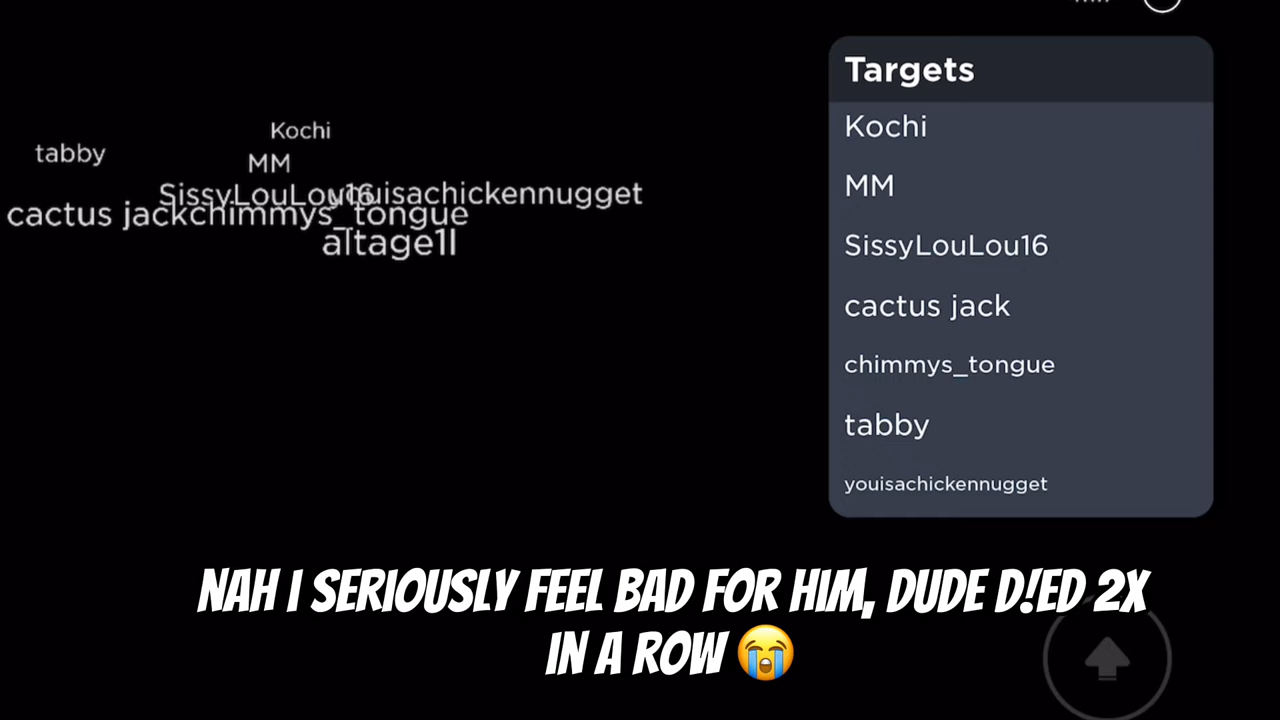 Targets
Kochi
MM
SissyLouLou16
cactus jack
chimmys_tongue
tabby
youisachickennugget
Kochi
tabby
MM
SissyLouLou16
youisachickennugget
cactus jack
chimmys_tongue
altage1l
NAH I SERIOUSLY FEEL BAD FOR HIM, DUDE D!ED 2X
IN A ROW 😭